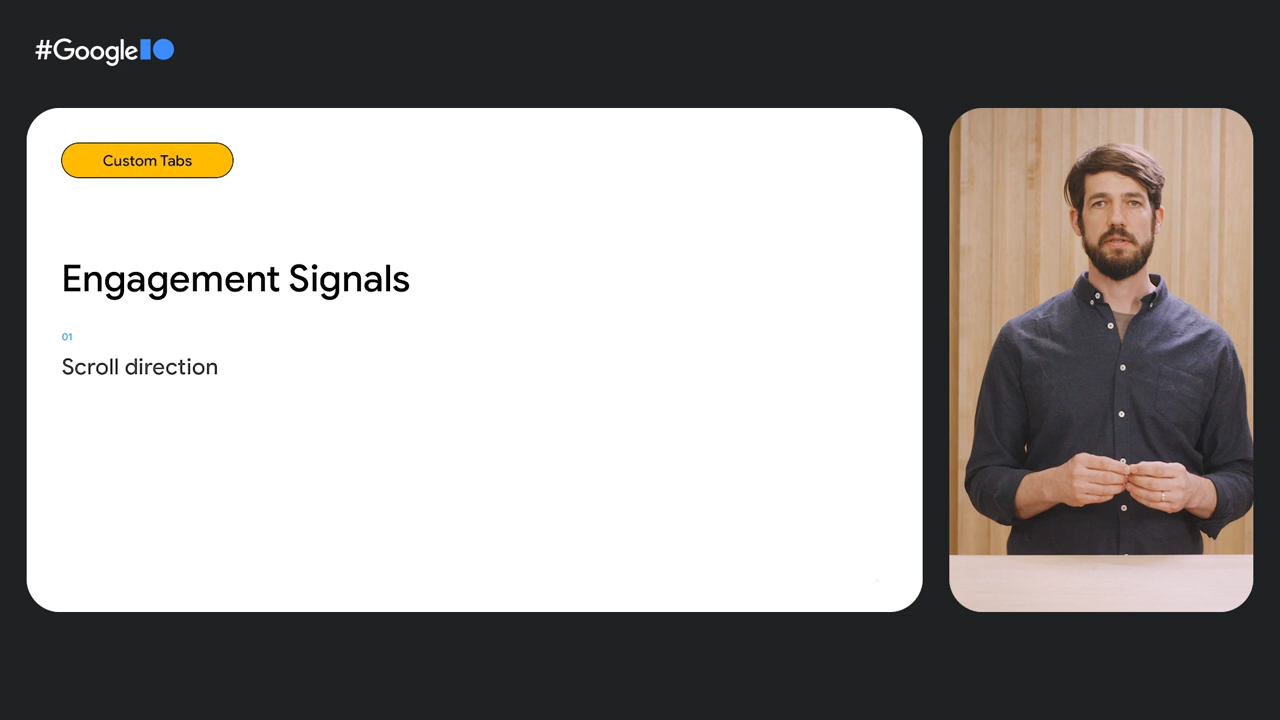 #GoogleIO
Custom Tabs
Engagement Signals
01
Scroll direction